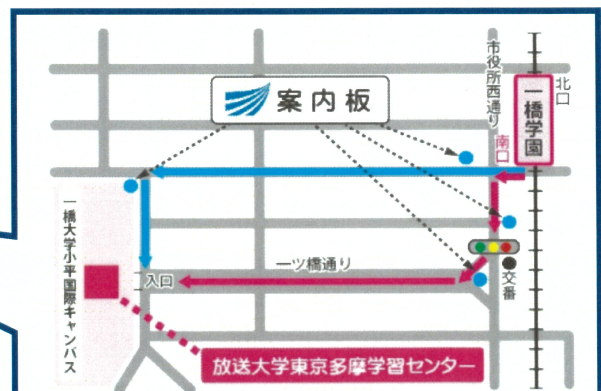 案内板
市役所西通り
北口
一橋学園
南口
交番
一ツ橋通り
入口
一橋大学小平国際キャンパス
放送大学東京多摩学習センター